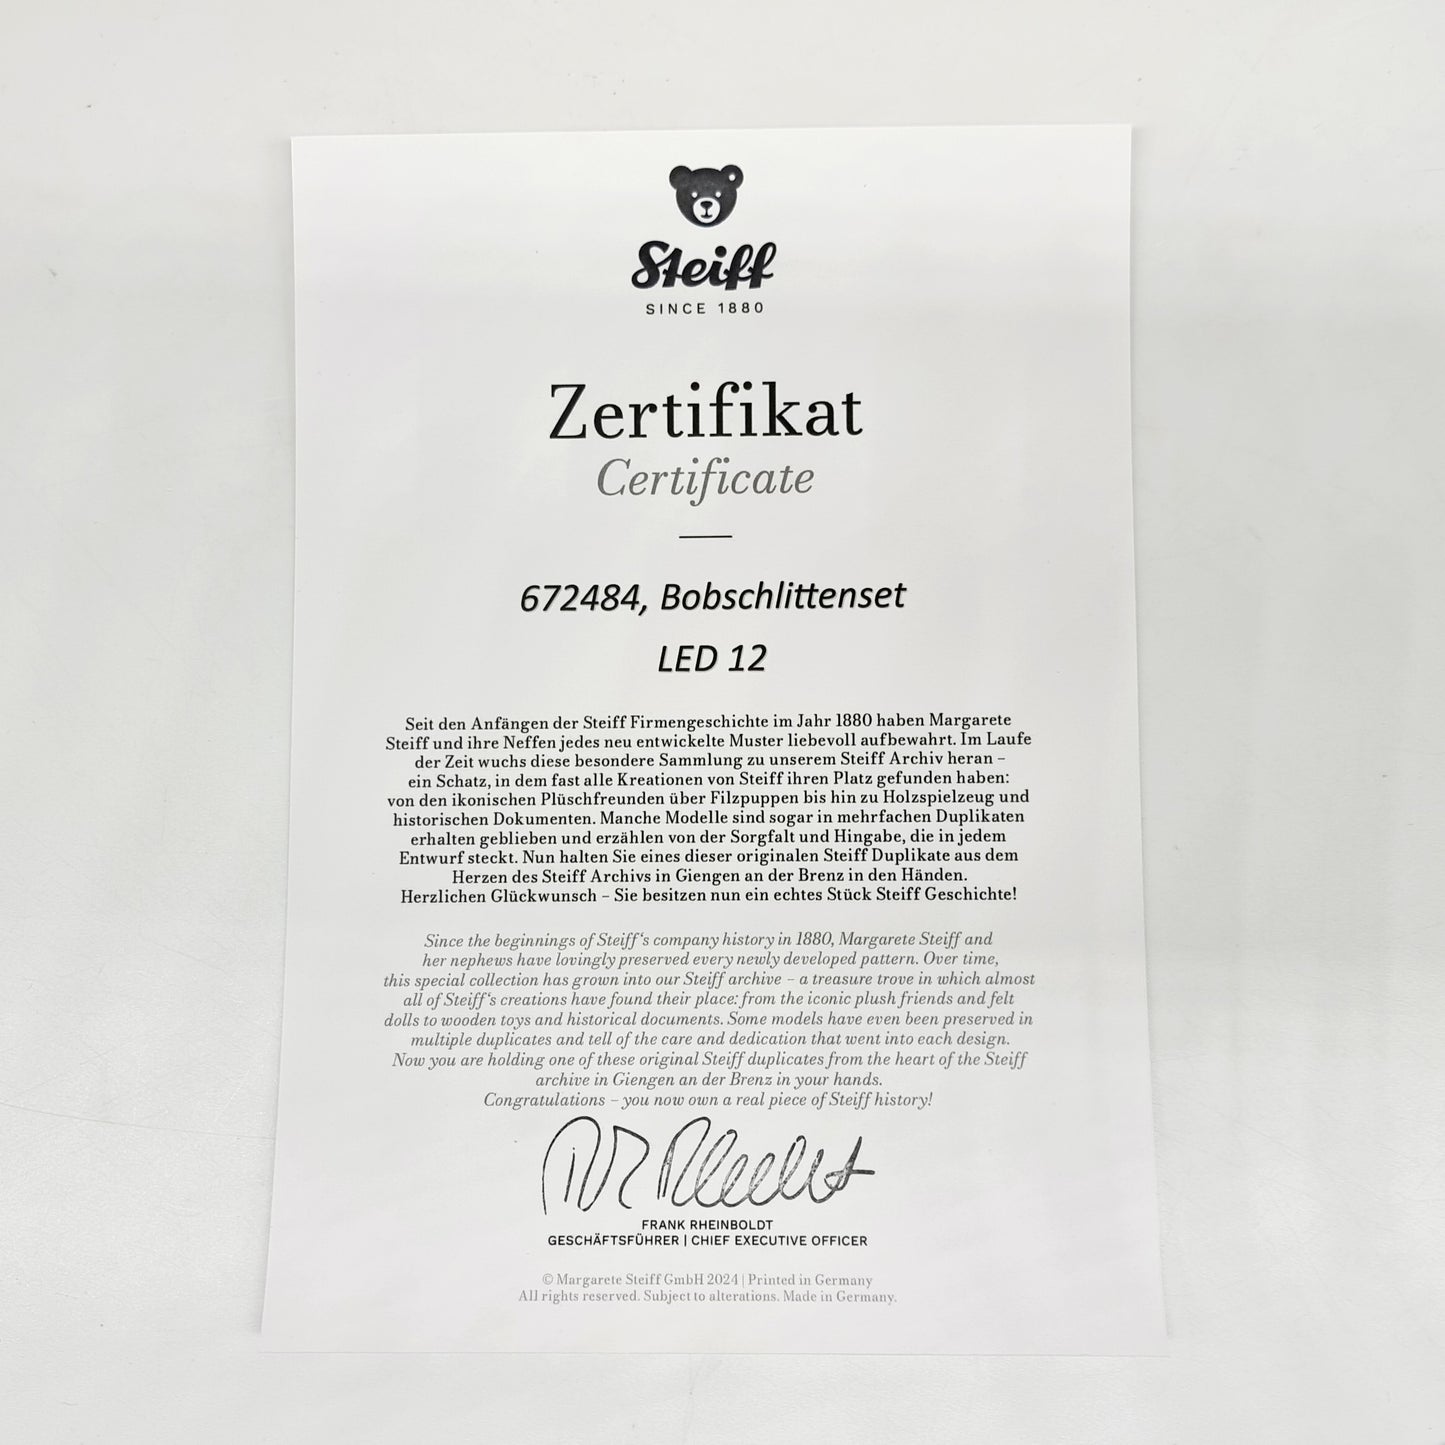 Steiff
SINCE 1880
Zertifikat
Certificate
672484, Bobschlittenset
LED 12
Seit den Anfängen der Steiff Firmengeschichte im Jahr 1880 haben Margarete
Steiff und ihre Neffen jedes neu entwickelte Muster liebevoll aufbewahrt. Im Laufe
der Zeit wuchs diese besondere Sammlung zu unserem Steiff Archiv heran –
ein Schatz, in dem fast alle Kreationen von Steiff ihren Platz gefunden haben:
von den ikonischen Plüschfreunden über Filzpuppen bis hin zu Holzspielzeug und
historischen Dokumenten. Manche Modelle sind sogar in mehrfachen Duplikaten
erhalten geblieben und erzählen von der Sorgfalt und Hingabe, die in jedem
Entwurf steckt. Nun halten Sie eines dieser originalen Steiff Duplikate aus dem
Herzen des Steiff Archivs in Giengen an der Brenz in den Händen.
Herzlichen Glückwunsch – Sie besitzen nun ein echtes Stück Steiff Geschichte!
Since the beginnings of Steiff‘s company history in 1880, Margarete Steiff and
her nephews have lovingly preserved every newly developed pattern. Over time,
this special collection has grown into our Steiff archive – a treasure trove in which almost
all of Steiff‘s creations have found their place: from the iconic plush friends and felt
dolls to wooden toys and historical documents. Some models have even been preserved in
multiple duplicates and tell of the care and dedication that went into each design.
Now you are holding one of these original Steiff duplicates from the heart of the Steiff
archive in Giengen an der Brenz in your hands.
Congratulations – you now own a real piece of Steiff history!
FRANK RHEINBOLDT
GESCHÄFTSFÜHRER | CHIEF EXECUTIVE OFFICER
© Margarete Steiff GmbH 2024 | Printed in Germany
All rights reserved. Subject to alterations. Made in Germany.